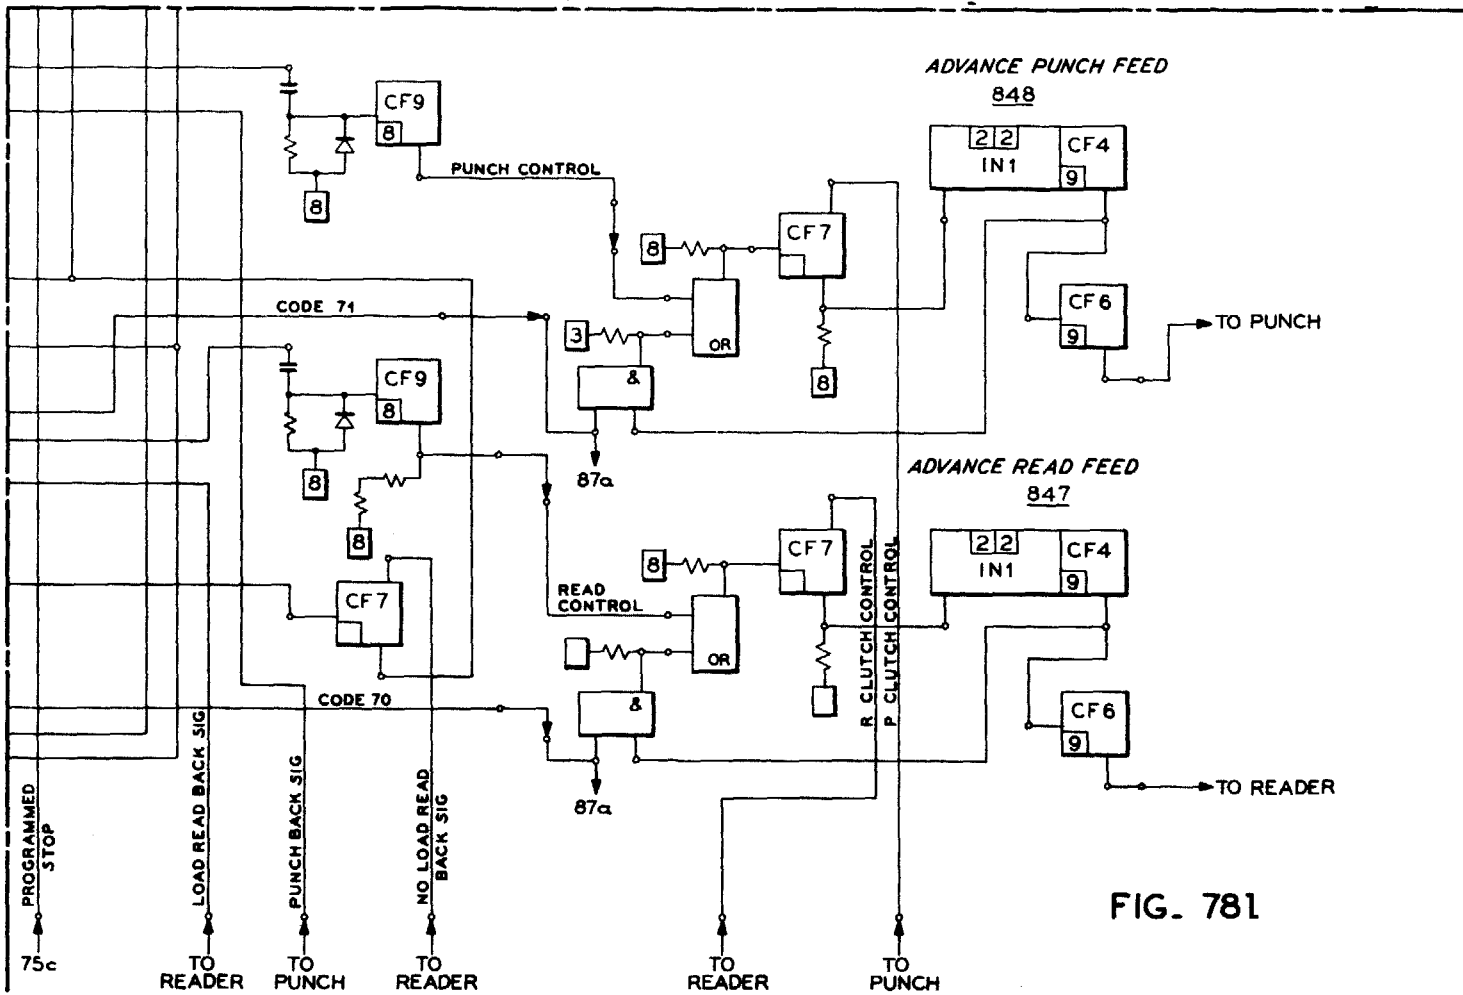 ADVANCE PUNCH FEED
848
CF9
8
8
PUNCH CONTROL
2 2
IN1
CF4
9
8
CF7
8
CF6
9
TO PUNCH
CODE 71
3
OR
&
87a
CF9
8
8
8
ADVANCE READ FEED
847
2 2
IN1
CF4
9
8
CF7
READ
CONTROL
OR
&
87a
CF7
CODE 70
R CLUTCH CONTROL
P CLUTCH CONTROL
CF6
9
TO READER
PROGRAMMED
STOP
LOAD READ BACK SIG
PUNCH BACK SIG
NO LOAD READ
BACK SIG
75c
TO
READER
TO
PUNCH
TO
READER
TO
READER
TO
PUNCH
FIG. 781